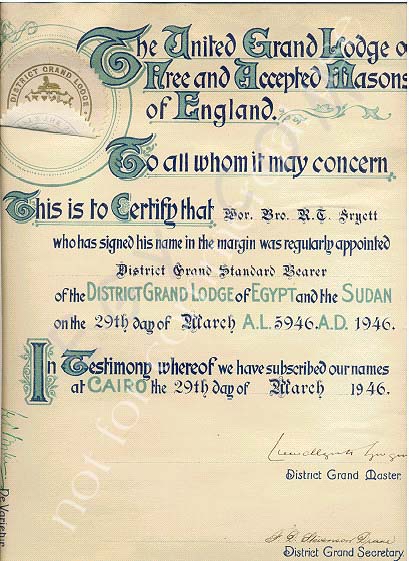 DISTRICT GRAND LODGE
The United Grand Lodge o
Free and Accepted Masons
of England.
To all whom it may concern
This is to Certify that Wor. Bro. R.T. Fryett
who has signed his name in the margin was regularly appointed
District Grand Standard Bearer
of the DISTRICT GRAND LODGE of EGYPT and the SUDAN
on the 29th day of March A.L. 5946. A.D. 1946.
In Testimony whereof we have subscribed our names
at CAIRO the 29th day of March 1946.
District Grand Master.
District Grand Secretary.
Ne Varietur
not for